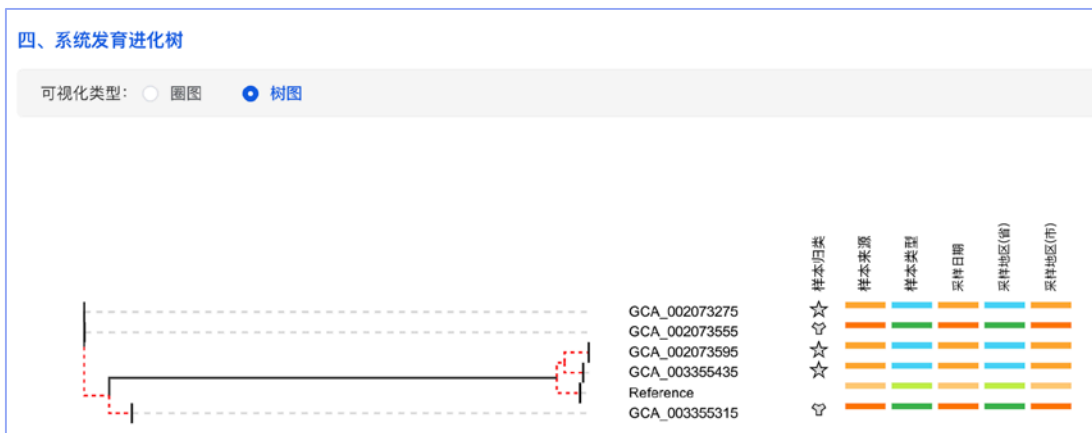 四、系统发育进化树
可视化类型: 圈图 树图
样本归类 样本来源 样本类型 采样日期 采样地区(省) 采样地区(市)
GCA_002073275
GCA_002073555
GCA_002073595
GCA_003355435
Reference
GCA_003355315